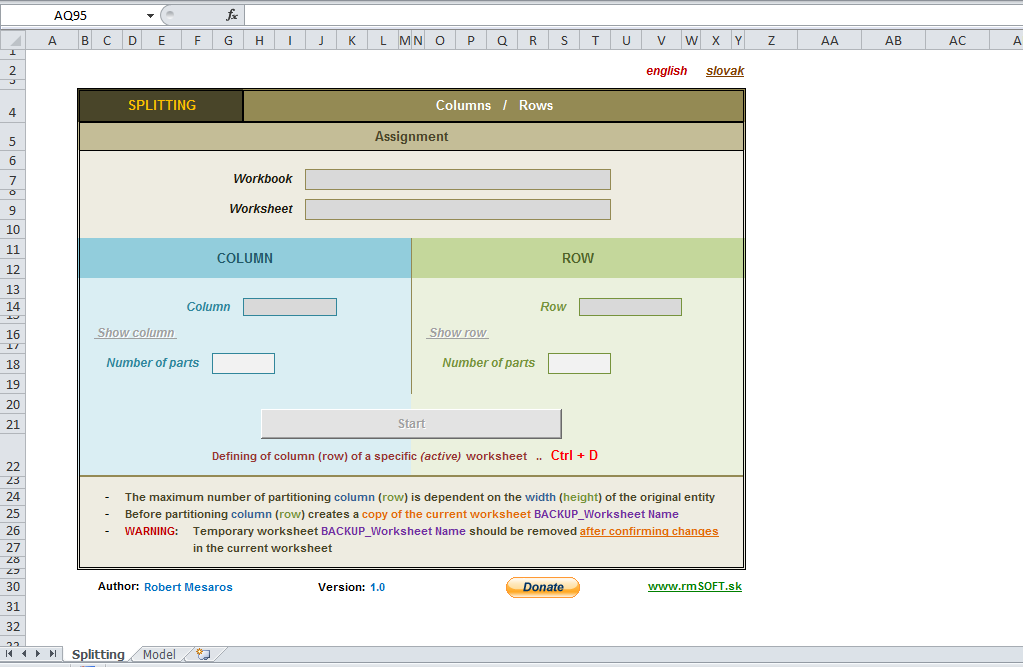 AQ95 fx
A B C D E F G H I J K L M N O P Q R S T U V W X Y Z AA AB AC A
1
2 english slovak
3
4 SPLITTING Columns / Rows
5 Assignment
6
7 Workbook
8
9 Worksheet
10
11 COLUMN ROW
12
13
14 Column Row
15
16 Show column Show row
17
18 Number of parts Number of parts
19
20
21 Start
22 Defining of column (row) of a specific (active) worksheet .. Ctrl + D
23
24 - The maximum number of partitioning column (row) is dependent on the width (height) of the original entity
25 - Before partitioning column (row) creates a copy of the current worksheet BACKUP_Worksheet Name
26 - WARNING: Temporary worksheet BACKUP_Worksheet Name should be removed after confirming changes
27 in the current worksheet
28
29
30 Author: Robert Mesaros Version: 1.0 Donate www.rmSOFT.sk
31
32
33
Splitting Model